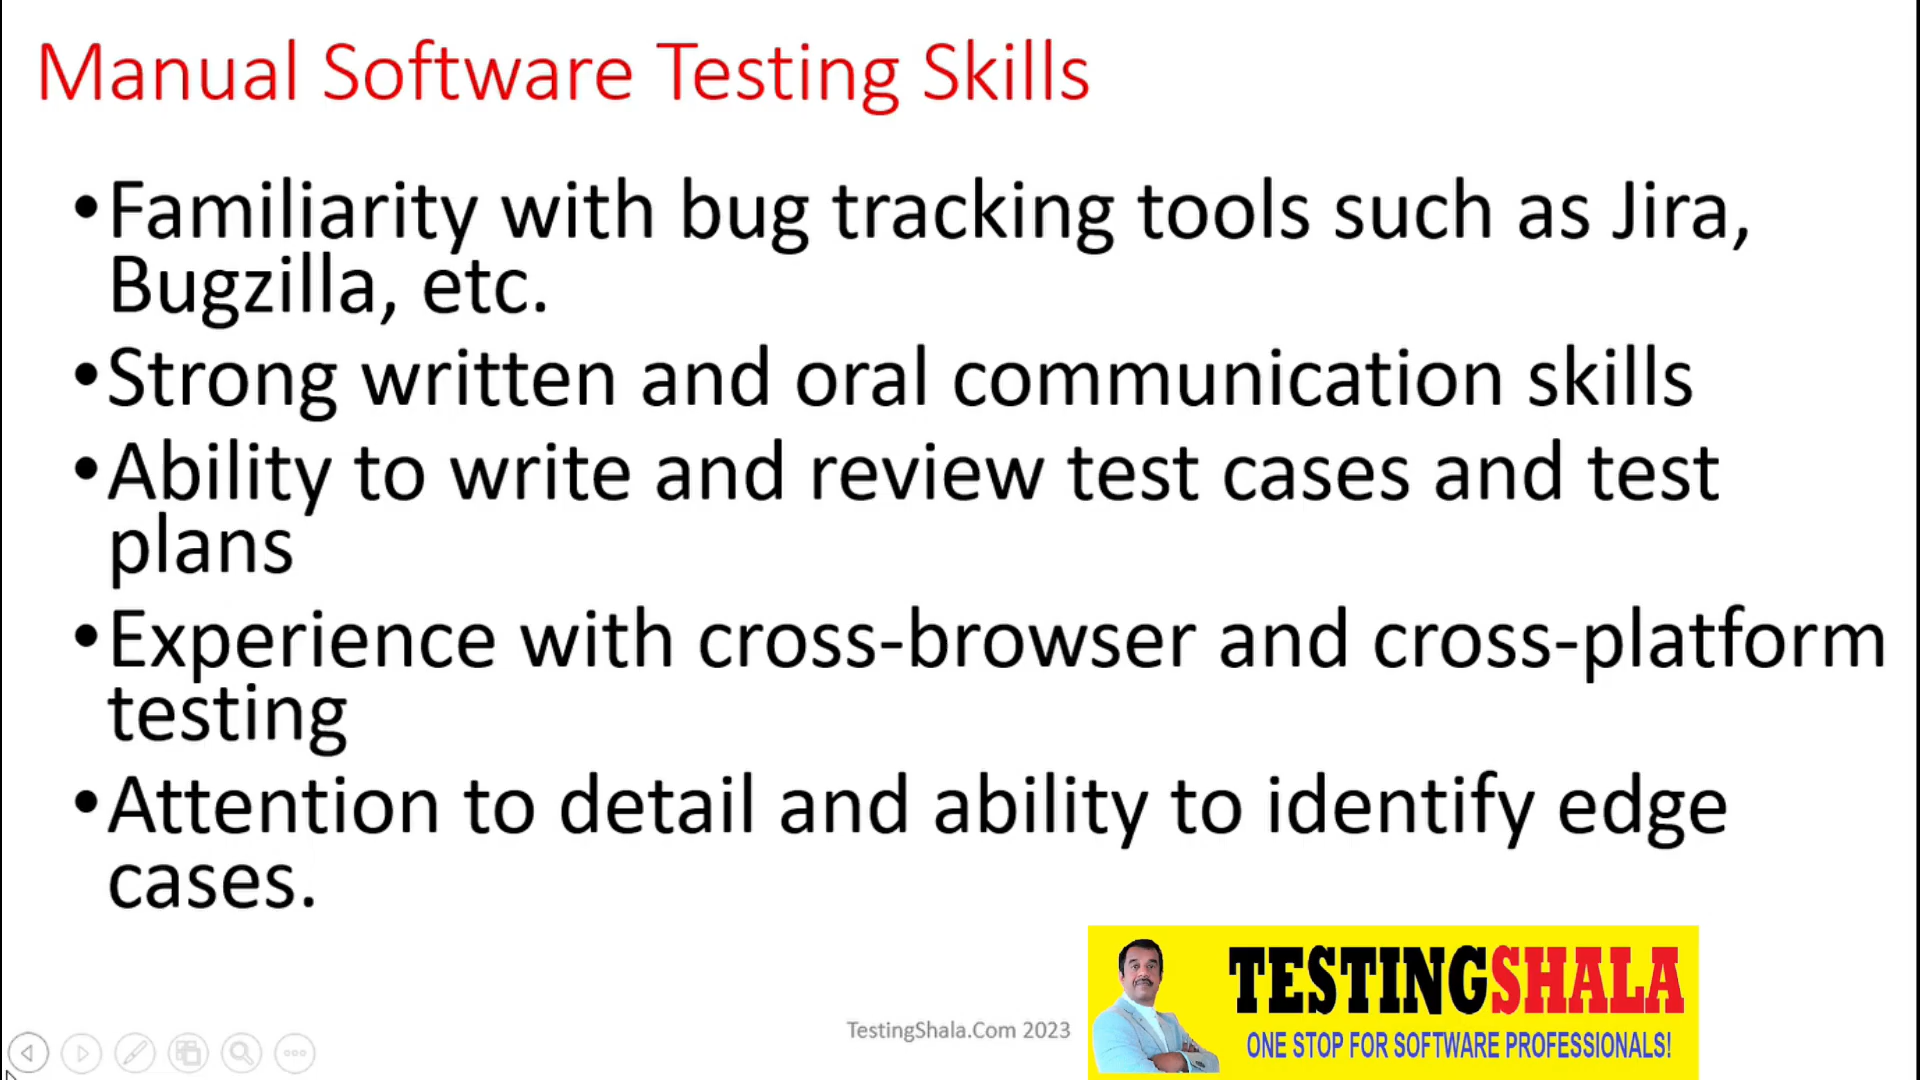 Manual Software Testing Skills
•Familiarity with bug tracking tools such as Jira,
Bugzilla, etc.
•Strong written and oral communication skills
•Ability to write and review test cases and test
plans
•Experience with cross-browser and cross-platform
testing
•Attention to detail and ability to identify edge
cases.
TestingShala.Com 2023
TESTINGSHALA
ONE STOP FOR SOFTWARE PROFESSIONALS!